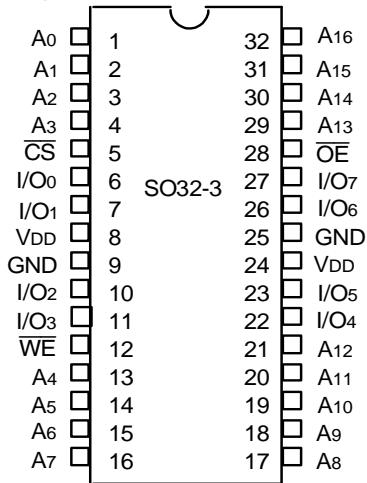 A0 1 32 A16
A1 2 31 A15
A2 3 30 A14
A3 4 29 A13
C̅S̅ 5 28 O̅E̅
I/O0 6 SO32-3 27 I/O7
I/O1 7 26 I/O6
VDD 8 25 GND
GND 9 24 VDD
I/O2 10 23 I/O5
I/O3 11 22 I/O4
W̅E̅ 12 21 A12
A4 13 20 A11
A5 14 19 A10
A6 15 18 A9
A7 16 17 A8